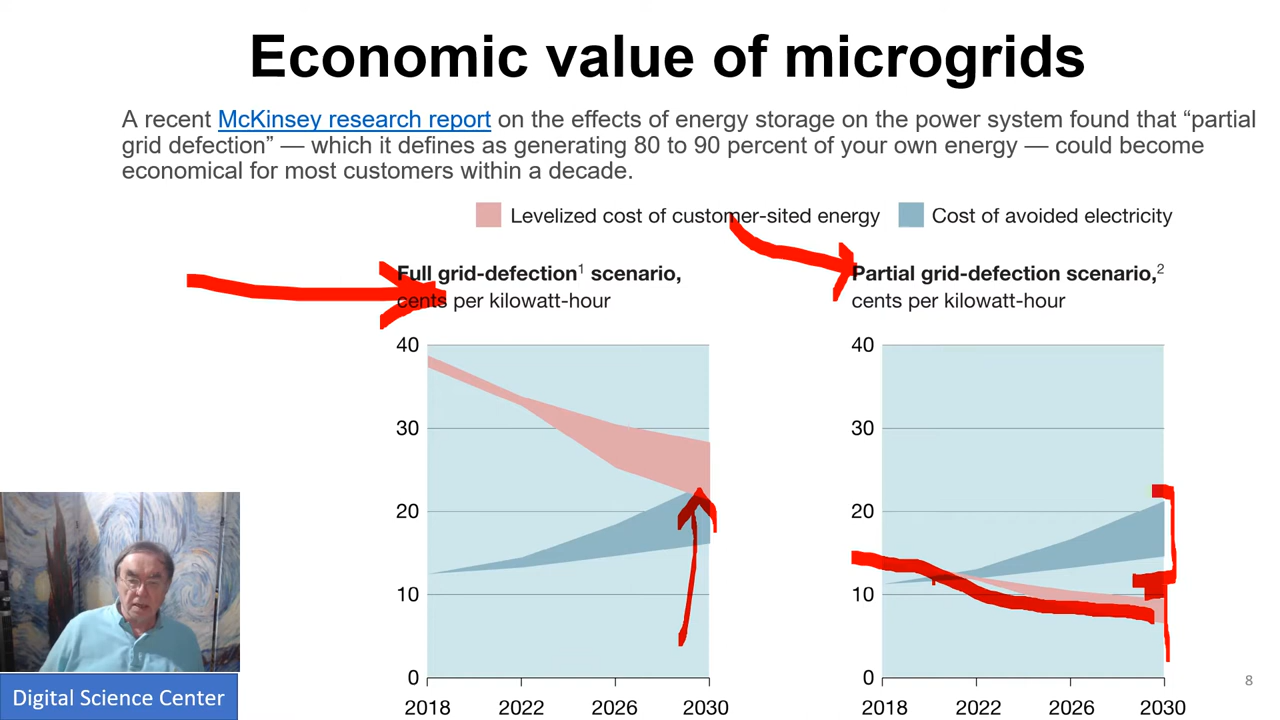 Economic value of microgrids
A recent McKinsey research report on the effects of energy storage on the power system found that “partial
grid defection” — which it defines as generating 80 to 90 percent of your own energy — could become
economical for most customers within a decade.
Levelized cost of customer-sited energy
Cost of avoided electricity
Full grid-defection¹ scenario,
cents per kilowatt-hour
40
30
20
10
0
2018 2022 2026 2030
Partial grid-defection scenario,²
cents per kilowatt-hour
40
30
20
10
0
2018 2022 2026 2030
Digital Science Center
8